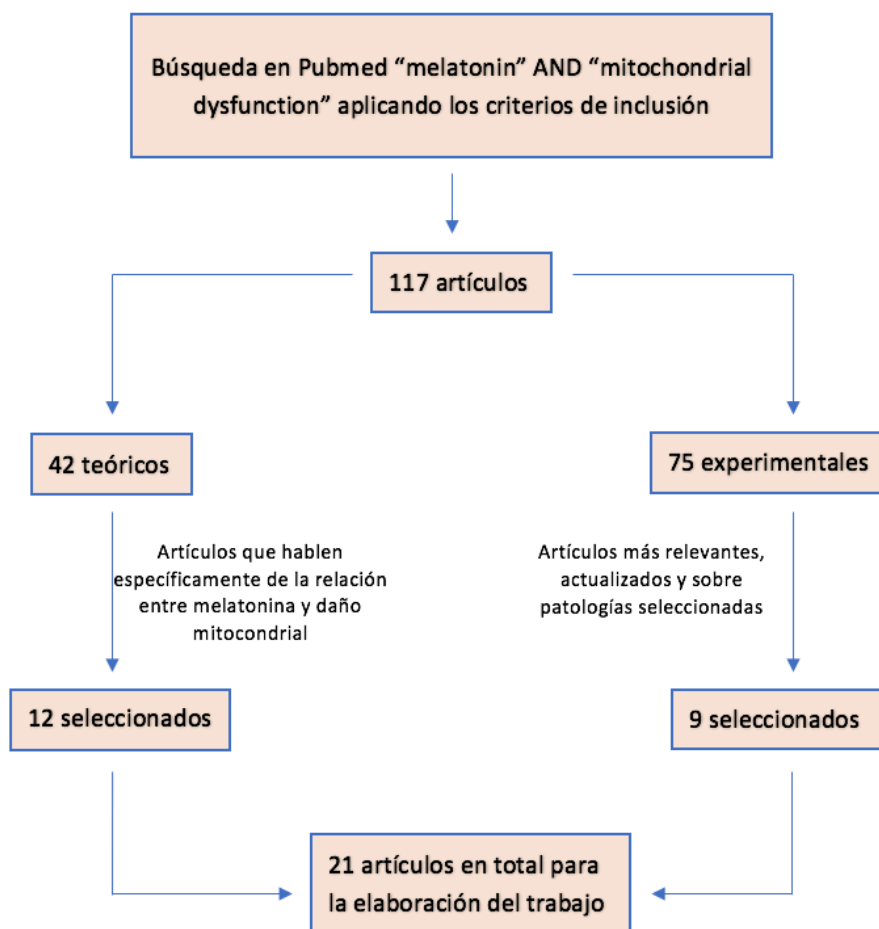 Búsqueda en Pubmed “melatonin” AND “mitochondrial
dysfunction” aplicando los criterios de inclusión
117 artículos
42 teóricos
75 experimentales
Artículos que hablen
específicamente de la relación
entre melatonina y daño
mitocondrial
Artículos más relevantes,
actualizados y sobre
patologías seleccionadas
12 seleccionados
9 seleccionados
21 artículos en total para
la elaboración del trabajo